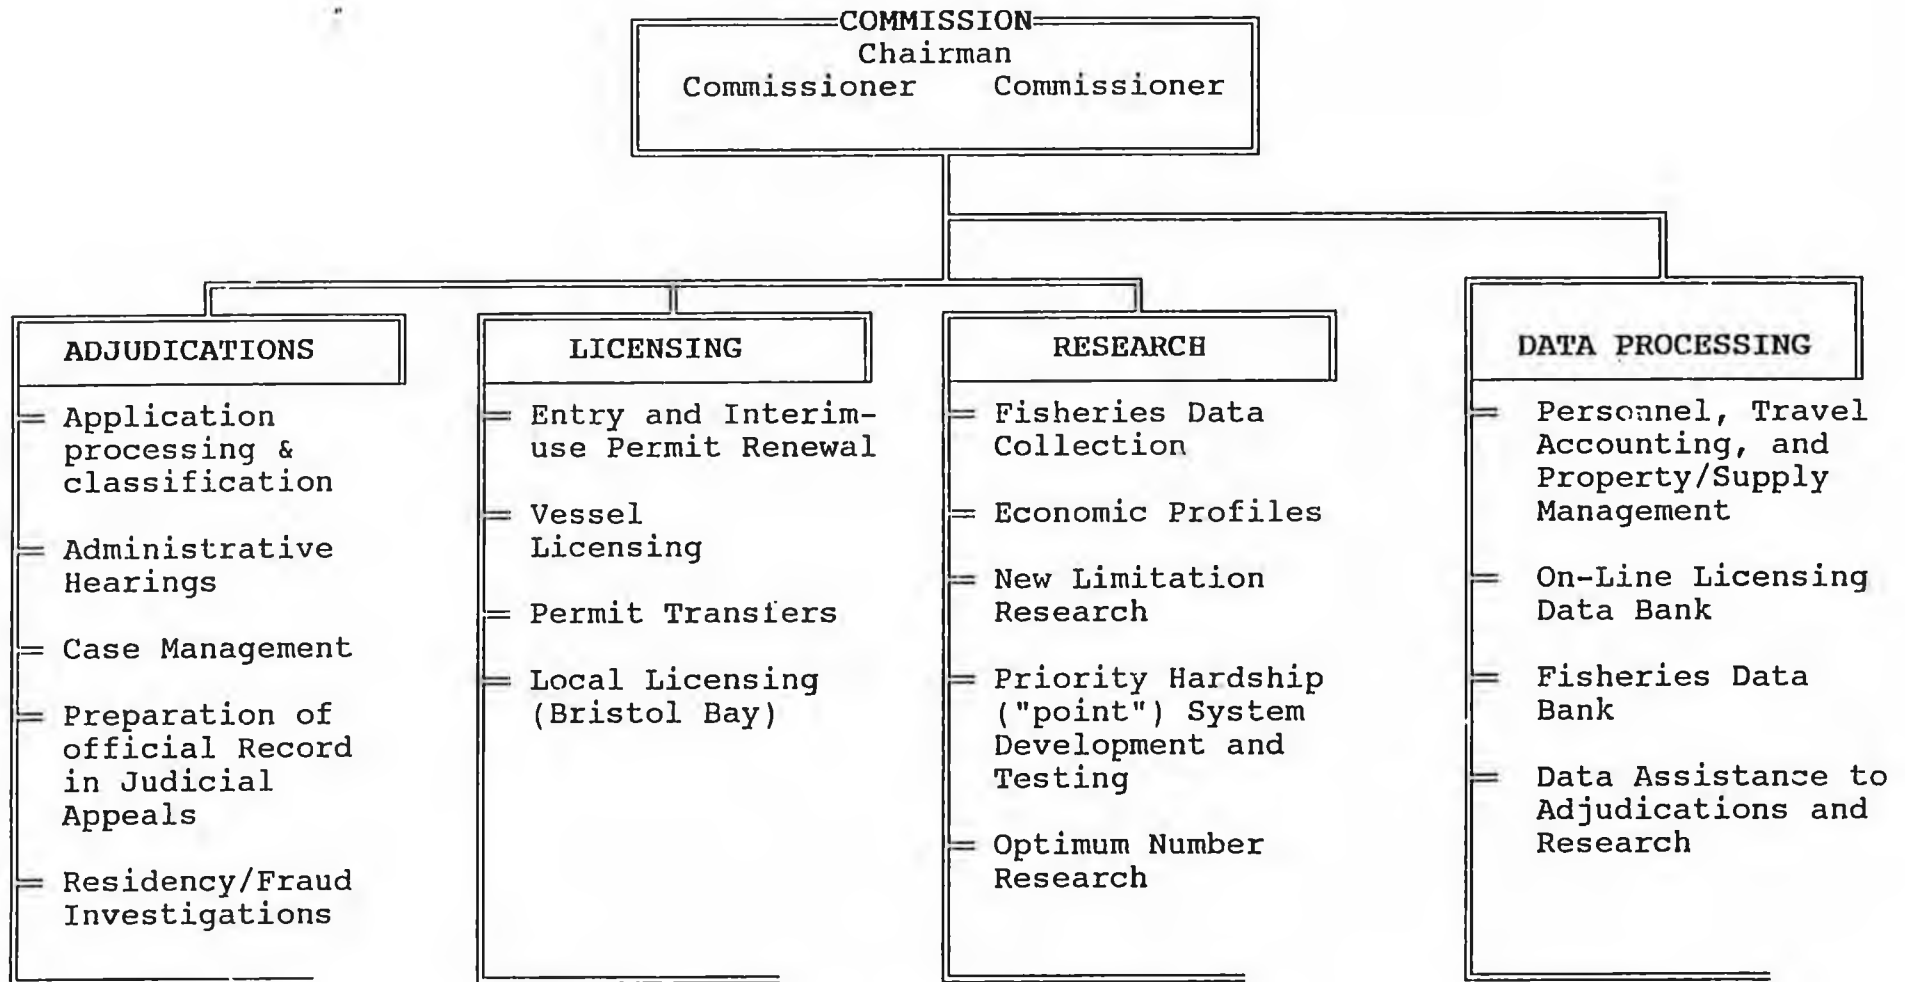 COMMISSION
Chairman
Commissioner Commissioner
ADJUDICATIONS
Application
processing &
classification
Administrative
Hearings
Case Management
Preparation of
official Record
in Judicial
Appeals
Residency/Fraud
Investigations
LICENSING
Entry and Interim-
use Permit Renewal
Vessel
Licensing
Permit Transfers
Local Licensing
(Bristol Bay)
RESEARCH
Fisheries Data
Collection
Economic Profiles
New Limitation
Research
Priority Hardship
("point") System
Development and
Testing
Optimum Number
Research
DATA PROCESSING
Personnel, Travel
Accounting, and
Property/Supply
Management
On-Line Licensing
Data Bank
Fisheries Data
Bank
Data Assistance to
Adjudications and
Research